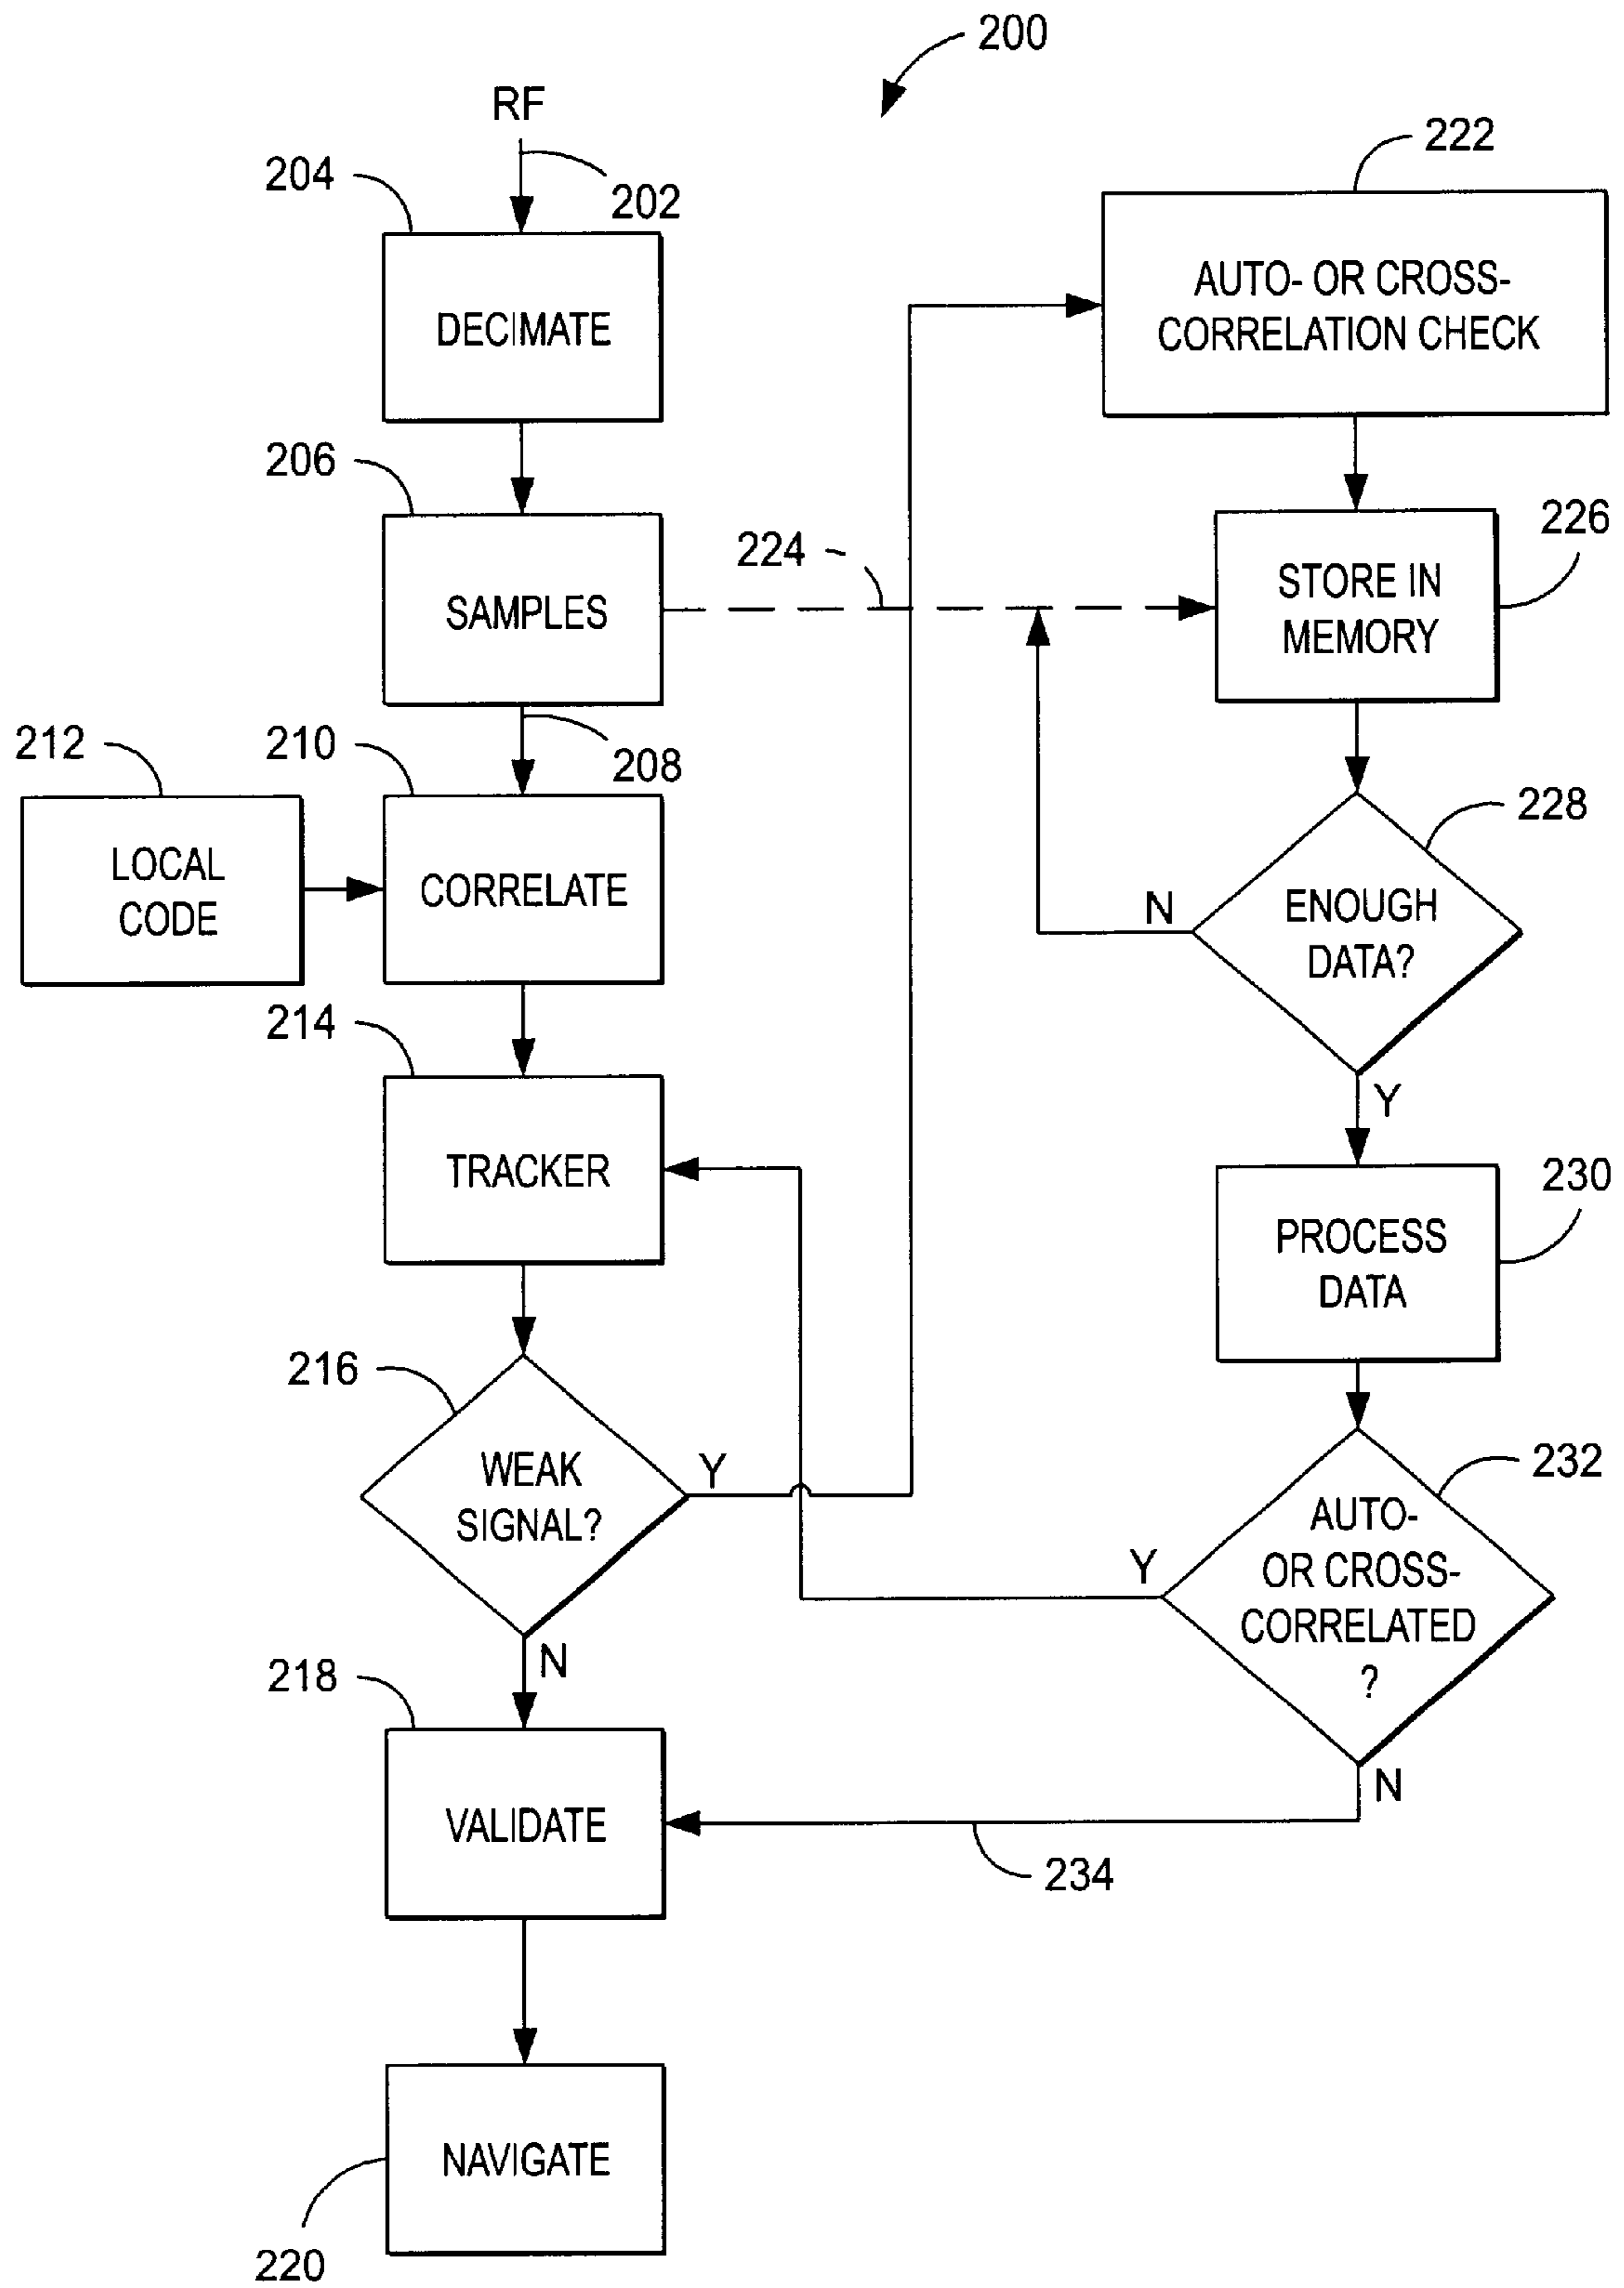 200
RF
202
204
DECIMATE
206
SAMPLES
208
210
212
LOCAL
CODE
CORRELATE
214
TRACKER
216
WEAK
SIGNAL?
Y
N
218
VALIDATE
NAVIGATE
220
222
AUTO- OR CROSS-
CORRELATION CHECK
224
226
STORE IN
MEMORY
228
ENOUGH
DATA?
N
Y
230
PROCESS
DATA
232
AUTO-
OR CROSS-
CORRELATED
?
Y
N
234